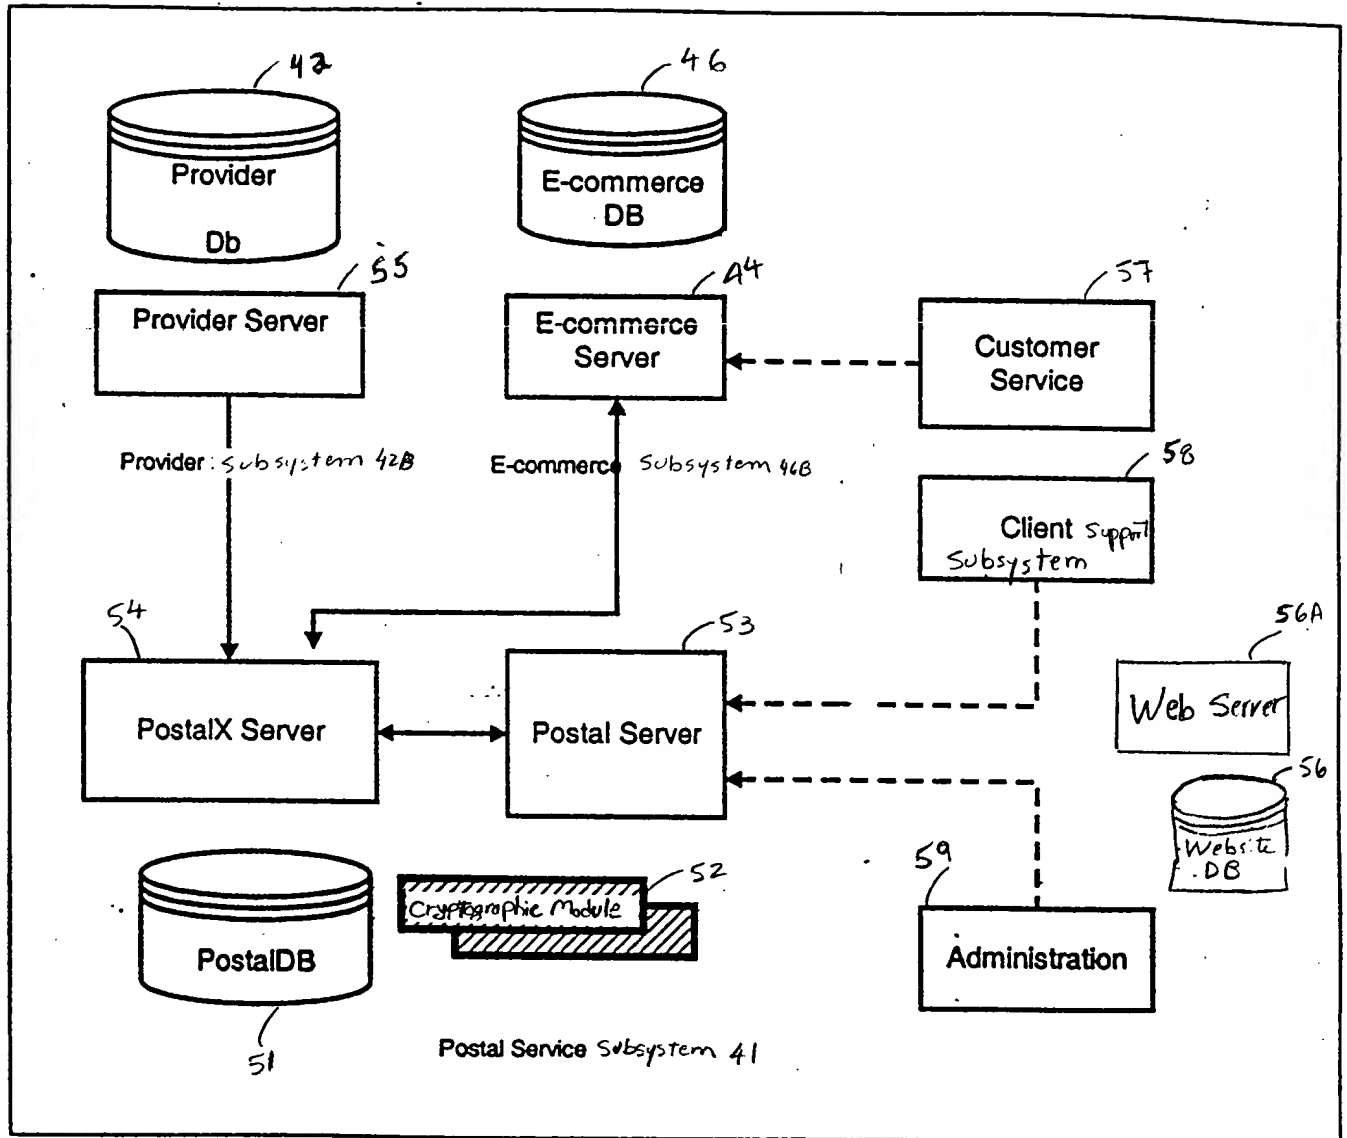 42
46
Provider
Db
E-commerce
DB
55
A4
57
Provider Server
E-commerce
Server
Customer
Service
Provider: Subsystem 42B
E-commerce Subsystem 46B
58
Client Support
Subsystem
54
53
56A
PostalX Server
Postal Server
Web Server
56
Website
DB
59
52
Cryptographic Module
PostalDB
Administration
51
Postal Service Subsystem 41